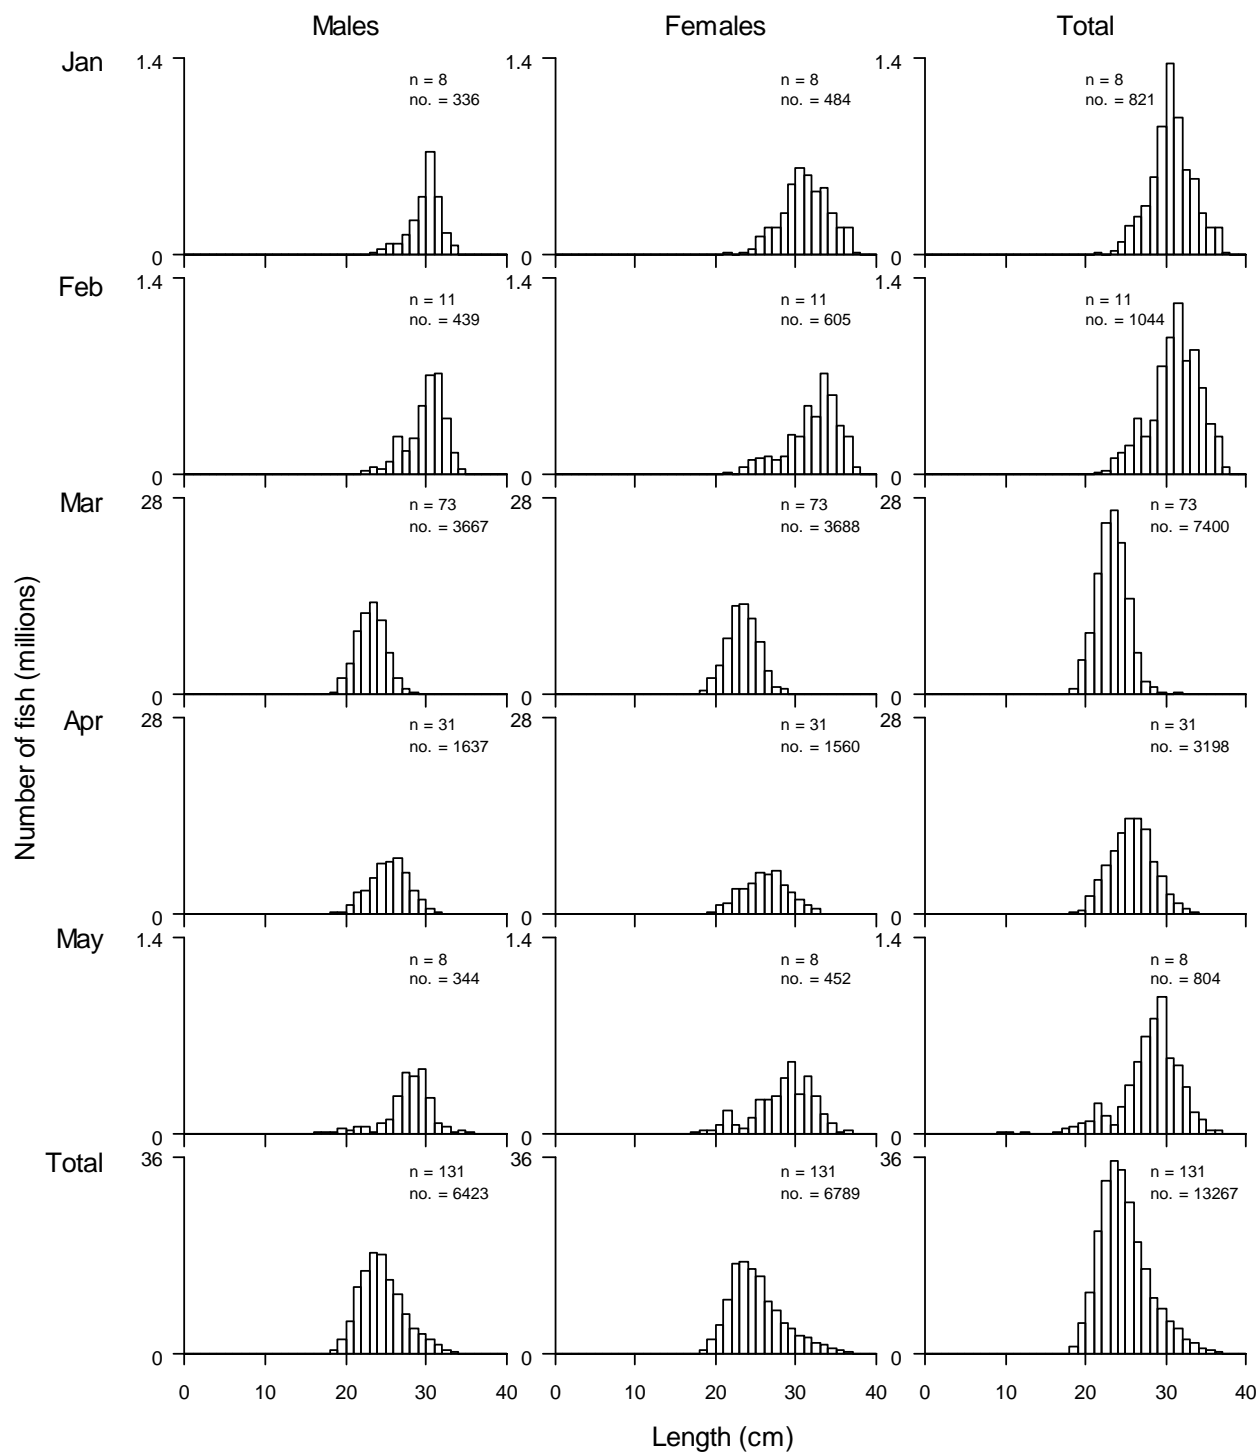 Males Females Total
Jan
1.4 1.4 1.4
n = 8 n = 8 n = 8
no. = 336 no. = 484 no. = 821
0 0 0
Feb
1.4 1.4 1.4
n = 11 n = 11 n = 11
no. = 439 no. = 605 no. = 1044
0 0 0
Mar
28 28 28
n = 73 n = 73 n = 73
no. = 3667 no. = 3688 no. = 7400
0 0 0
Apr
28 28 28
n = 31 n = 31 n = 31
no. = 1637 no. = 1560 no. = 3198
0 0 0
May
1.4 1.4 1.4
n = 8 n = 8 n = 8
no. = 344 no. = 452 no. = 804
0 0 0
Total
36 36 36
n = 131 n = 131 n = 131
no. = 6423 no. = 6789 no. = 13267
0 0 0
0 10 20 30 40 0 10 20 30 40 0 10 20 30 40
Length (cm)
Number of fish (millions)